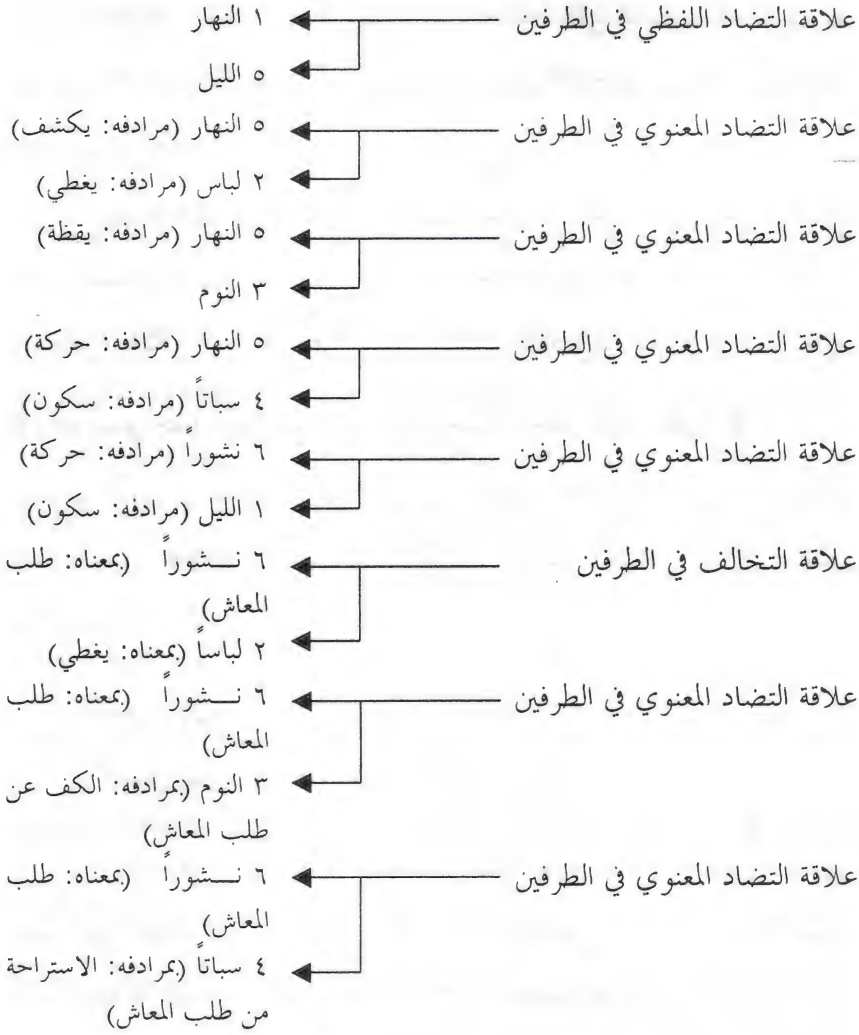 علاقة التضاد اللفظي في الطرفين ١ النهار
٥ الليل
علاقة التضاد المعنوي في الطرفين ٥ النهار (مرادفه: يكشف)
٢ لباس (مرادفه: يغطي)
علاقة التضاد المعنوي في الطرفين ٥ النهار (مرادفه: يقظة)
٣ النوم
علاقة التضاد المعنوي في الطرفين ٥ النهار (مرادفه: حركة)
٤ سباتاً (مرادفه: سكون)
علاقة التضاد المعنوي في الطرفين ٦ نشوراً (مرادفه: حركة)
١ الليل (مرادفه: سكون)
علاقة التخالف في الطرفين ٦ نـــشوراً (بمعناه: طلب
المعاش)
٢ لباساً (بمعناه: يغطي)
علاقة التضاد المعنوي في الطرفين ٦ نـــشوراً (بمعناه: طلب
المعاش)
٣ النوم (بمرادفه: الكف عن
طلب المعاش)
علاقة التضاد المعنوي في الطرفين ٦ نـــشوراً (بمعناه: طلب
المعاش)
٤ سباتاً (بمرادفه: الاستراحة
من طلب المعاش)